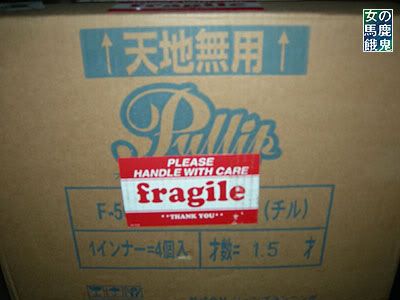 女の
馬鹿
餓鬼
↑天地無用↑
Pullip
PLEASE
HANDLE WITH CARE
fragile
**THANK YOU**
F-5 (チル)
1インナー=4個入 才数= 1.5 才